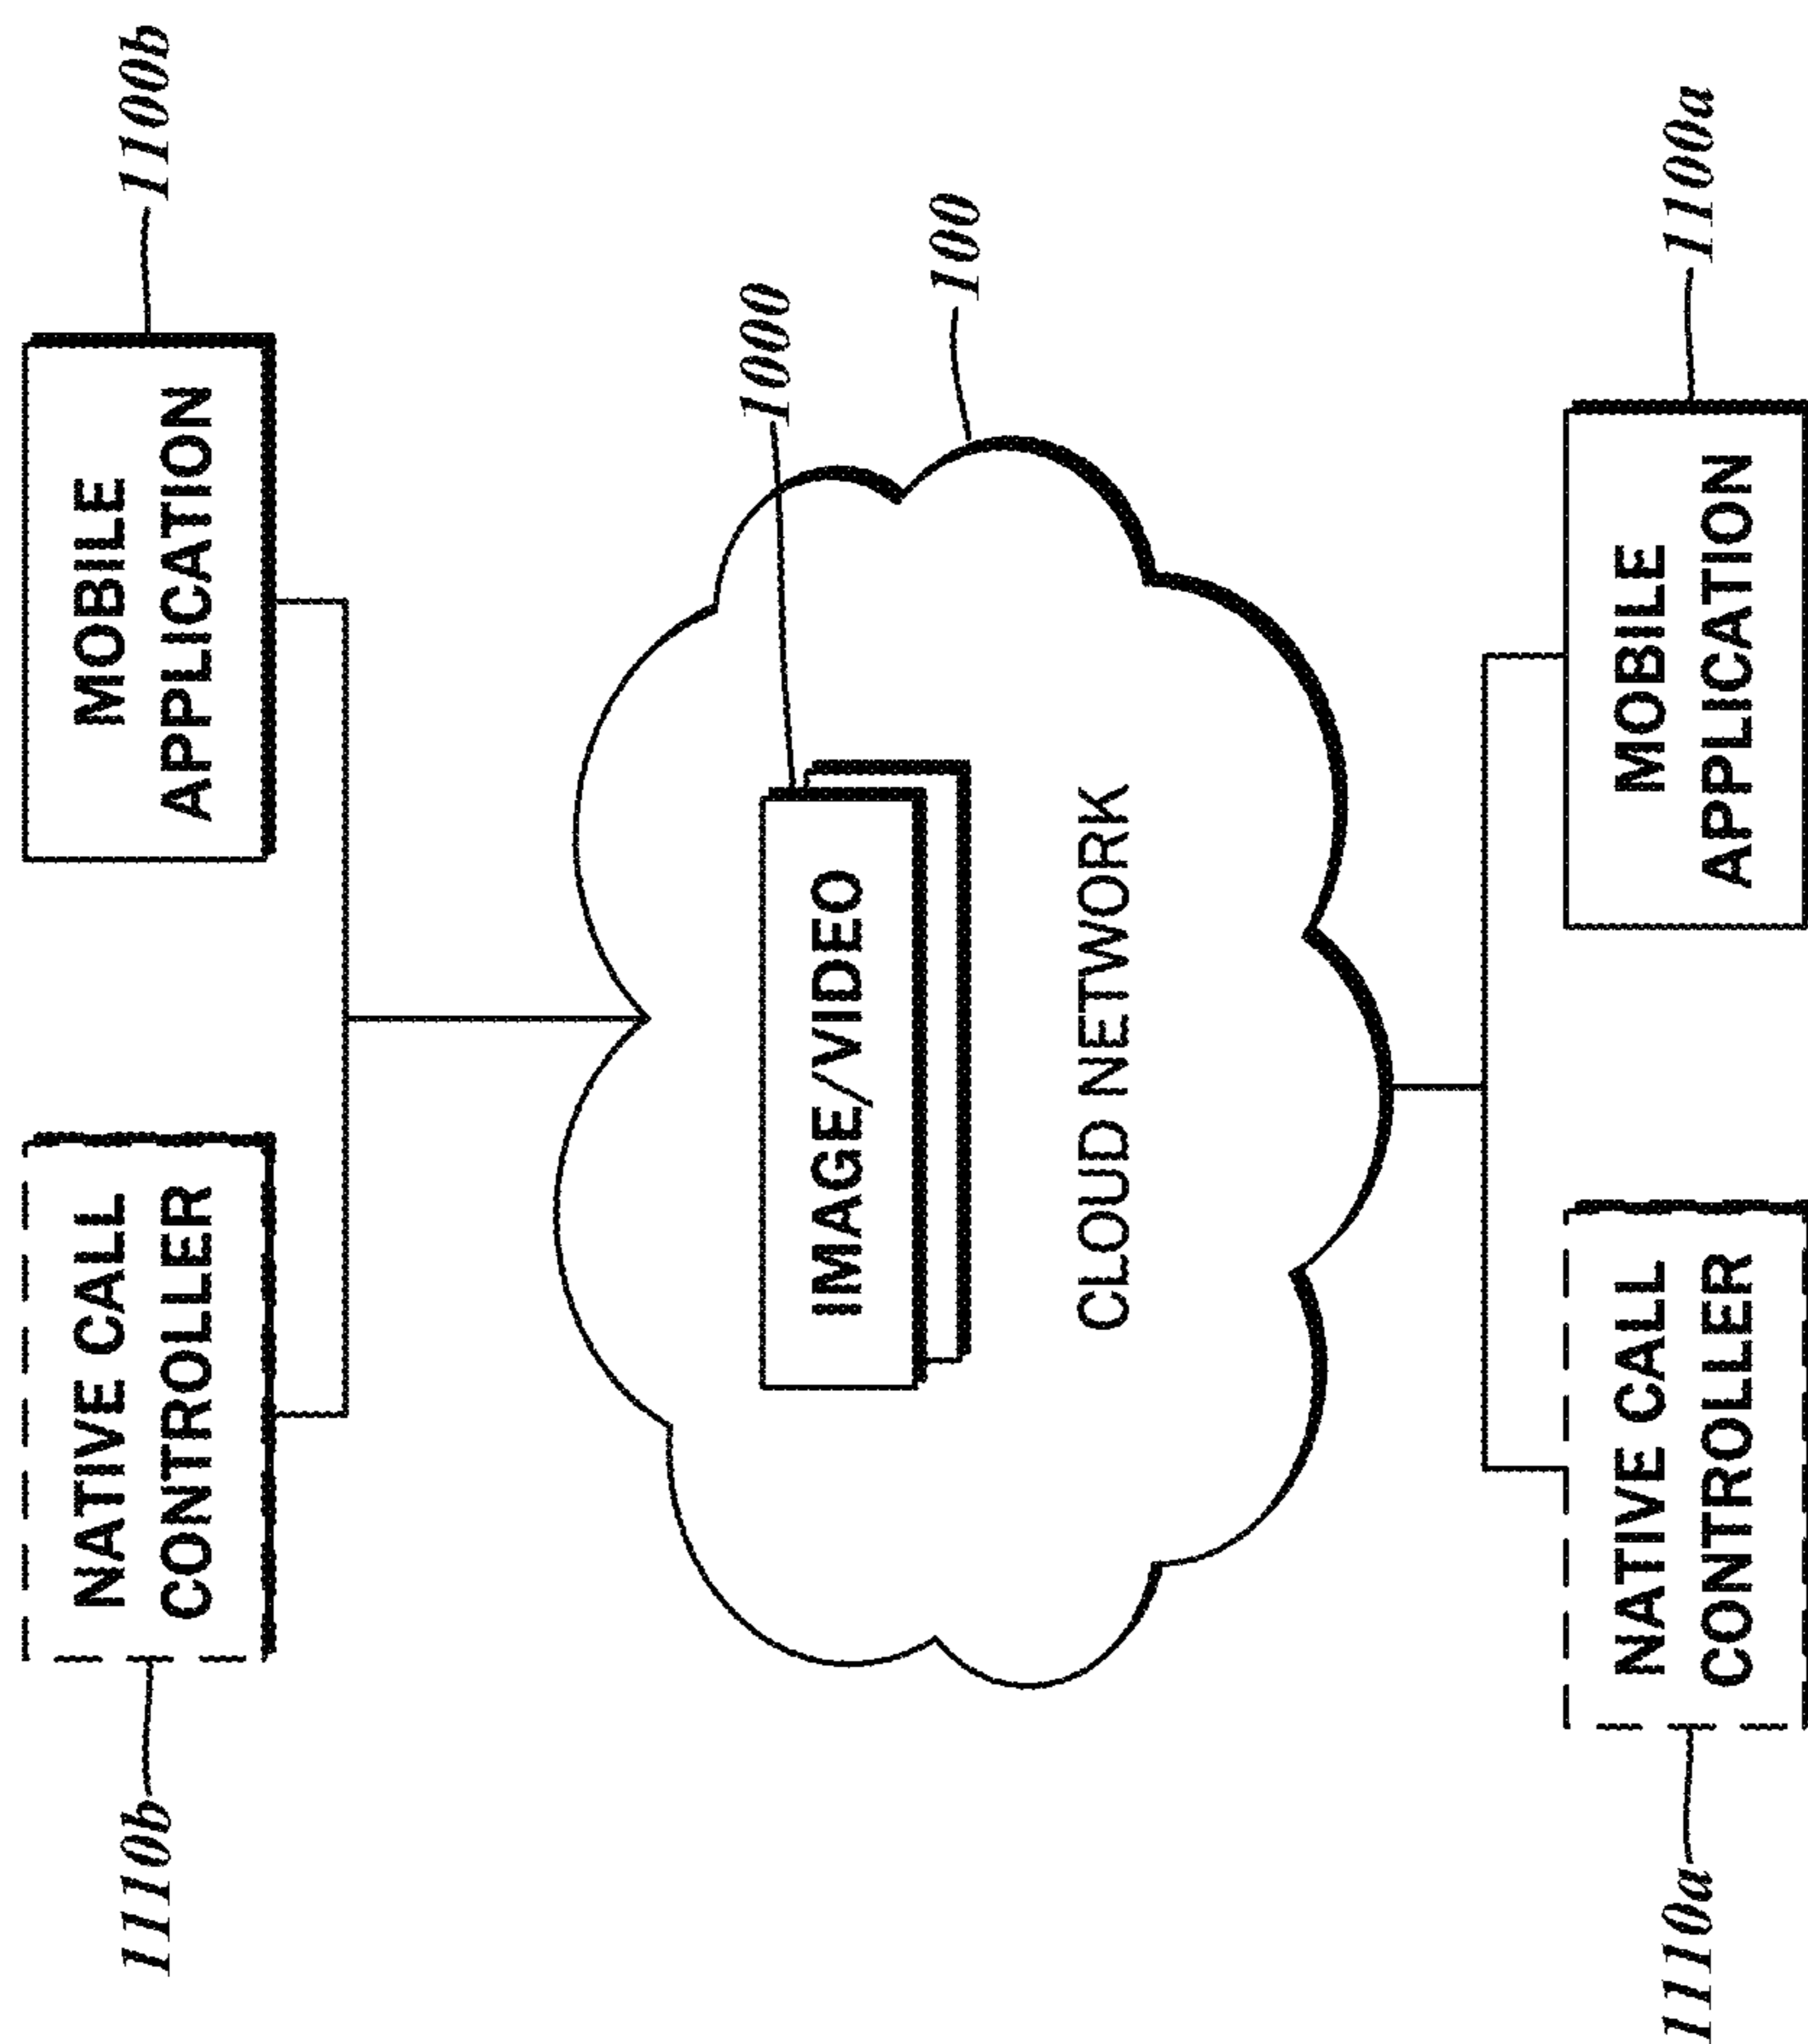 1110b
NATIVE CALL
CONTROLLER
MOBILE
APPLICATION
1100b
1000
IMAGE/VIDEO
100
CLOUD NETWORK
1110a
NATIVE CALL
CONTROLLER
MOBILE
APPLICATION
1100a